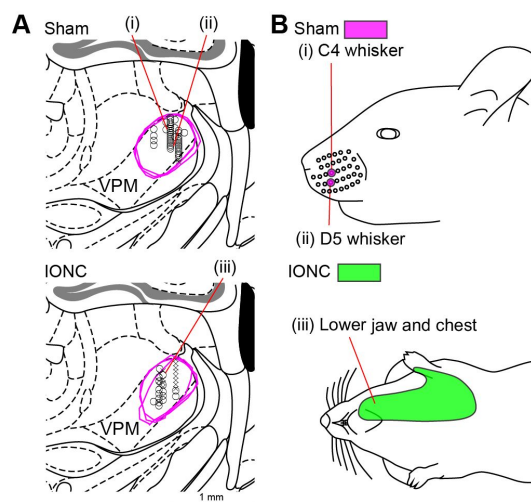 A
Sham
(i)
(ii)
VPM
IONC
(iii)
VPM
1 mm
B
Sham
(i) C4 whisker
(ii) D5 whisker
IONC
(iii) Lower jaw and chest